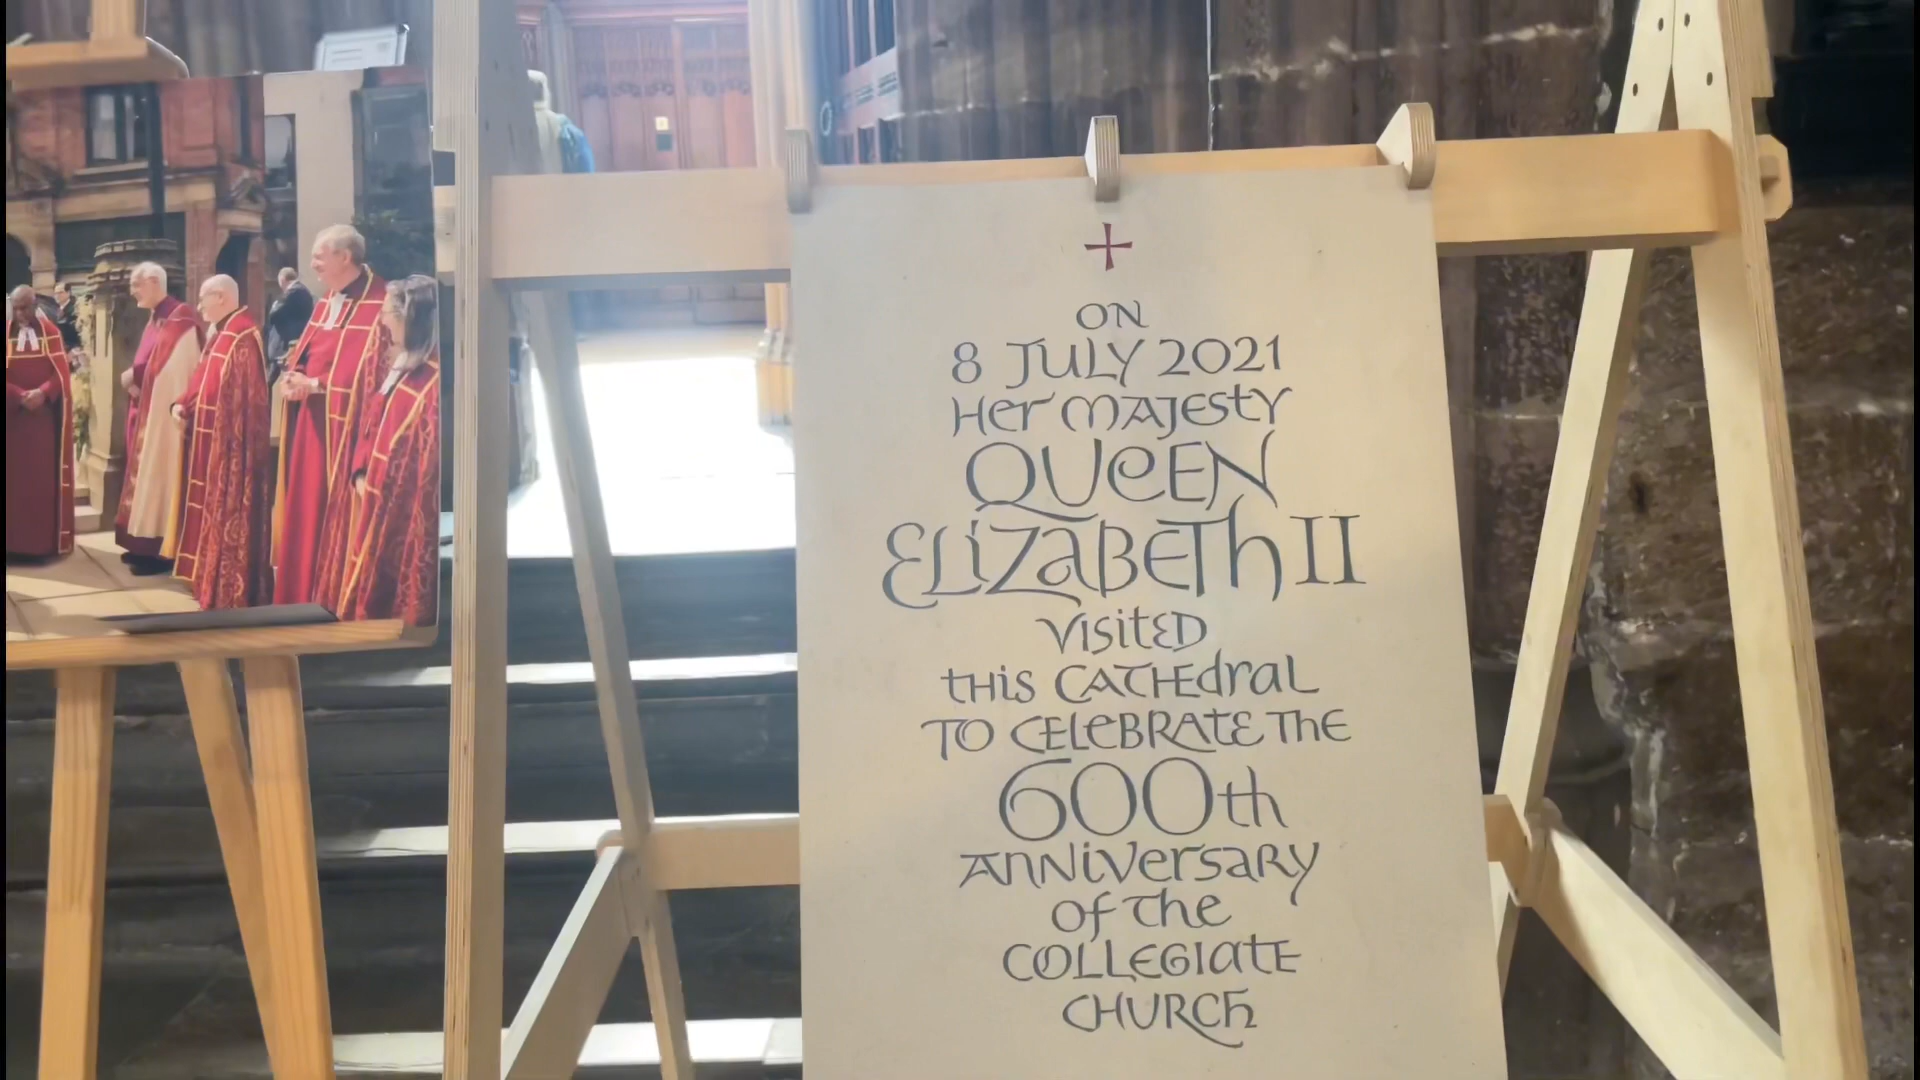 ON
8 JULY 2021
Her MAJESTY
QUEEN
ELIZABETH II
VISITED
THIS CATHEdrAL
TO CELEBRATE The
600th
ANNIVersARY
of The
COLLEGIATE
CHURCH